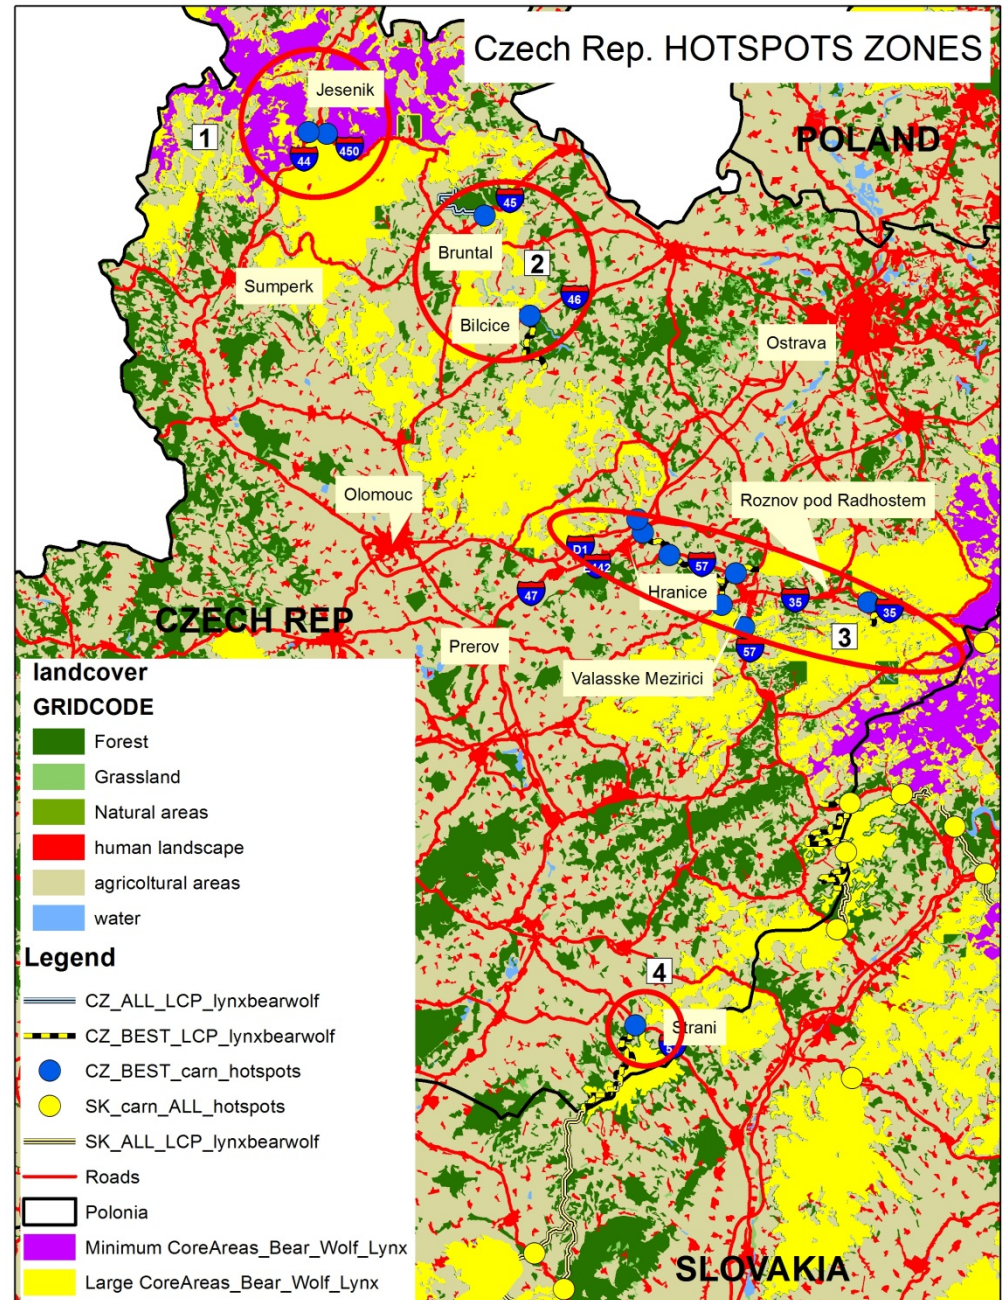 Czech Rep. HOTSPOTS ZONES
Jesenik
POLAND
1
44
450
45
Bruntal
2
Sumperk
46
Bilcice
Ostrava
Olomouc
Roznov pod Radhostem
D1
57
47
Hranice
35
35
CZECH REP
Prerov
3
57
Valasske Mezirici
landcover
GRIDCODE
Forest
Grassland
Natural areas
human landscape
agricoltural areas
water
Legend
CZ_ALL_LCP_lynxbearwolf
CZ_BEST_LCP_lynxbearwolf
CZ_BEST_carn_hotspots
SK_carn_ALL_hotspots
SK_ALL_LCP_lynxbearwolf
Roads
Polonia
Minimum CoreAreas_Bear_Wolf_Lynx
Large CoreAreas_Bear_Wolf_Lynx
4
Strani
SLOVAKIA